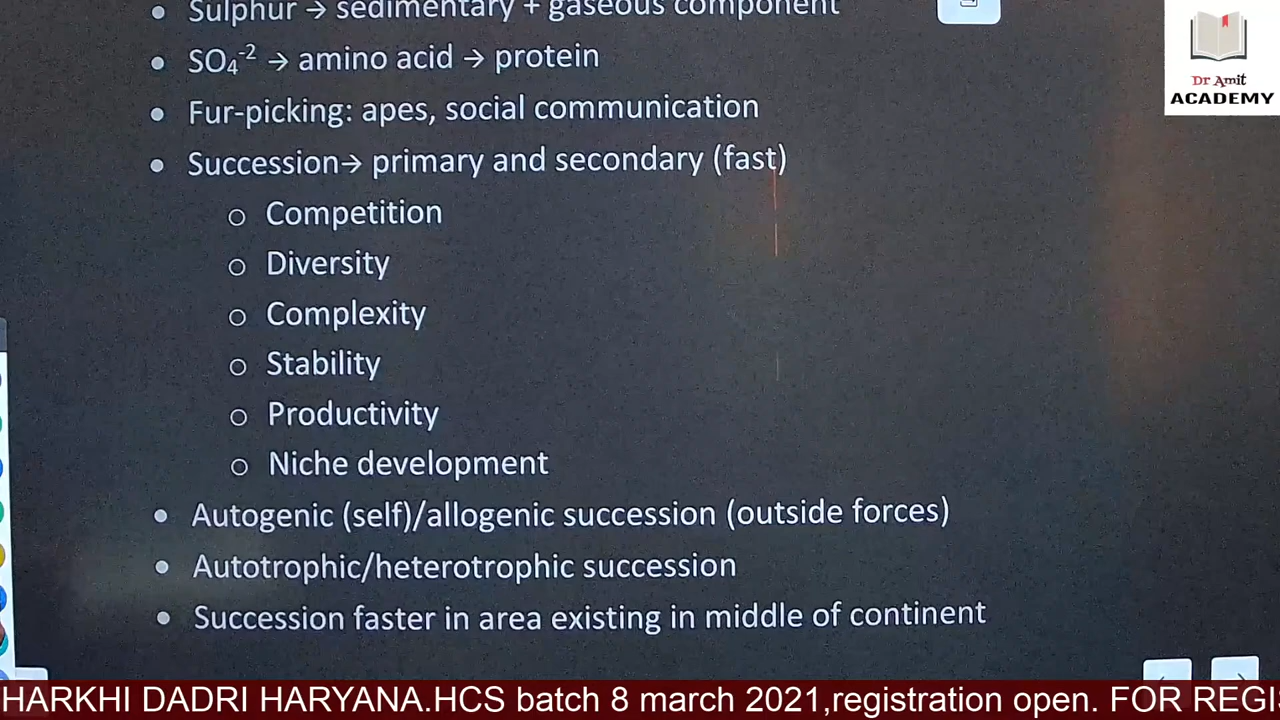 Sulphur → sedimentary + gaseous component
SO₄⁻² → amino acid → protein
Fur-picking: apes, social communication
Succession→ primary and secondary (fast)
Competition
Diversity
Complexity
Stability
Productivity
Niche development
Autogenic (self)/allogenic succession (outside forces)
Autotrophic/heterotrophic succession
Succession faster in area existing in middle of continent
Dr Amit
ACADEMY
HARKHI DADRI HARYANA.HCS batch 8 march 2021,registration open. FOR REGI